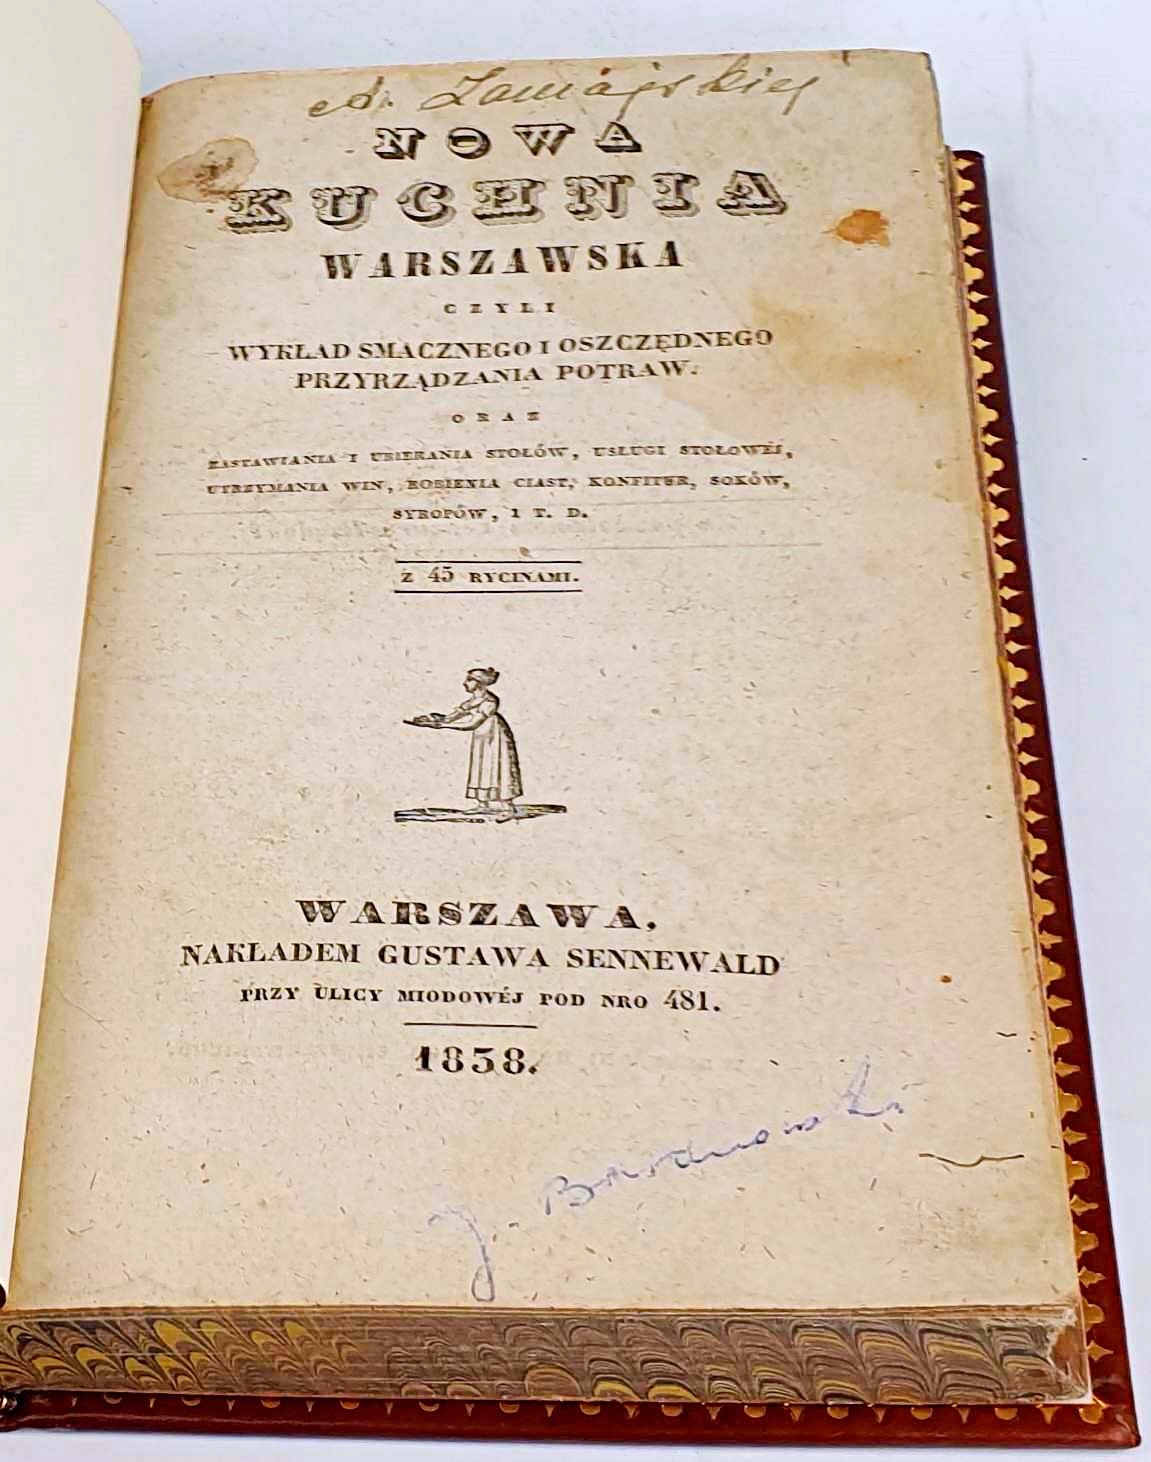 A. Zamojskiej
NOWA
KUCHNIA
WARSZAWSKA
CZYLI
WYKŁAD SMACZNEGO I OSZCZĘDNEGO
PRZYRZĄDZANIA POTRAW.
ORAZ
ZASTAWIANIA I UBIERANIA STOŁÓW, USŁUGI STOŁOWÉJ,
UTRZYMANIA WIN, ROBIENIA CIAST, KONFITUR, SOKÓW,
SYROPÓW, I T. D.
Z 45 RYCINAMI.
WARSZAWA.
NAKŁADEM GUSTAWA SENNEWALD
PRZY ULICY MIODOWÉJ POD NRO 481.
1838.
J.